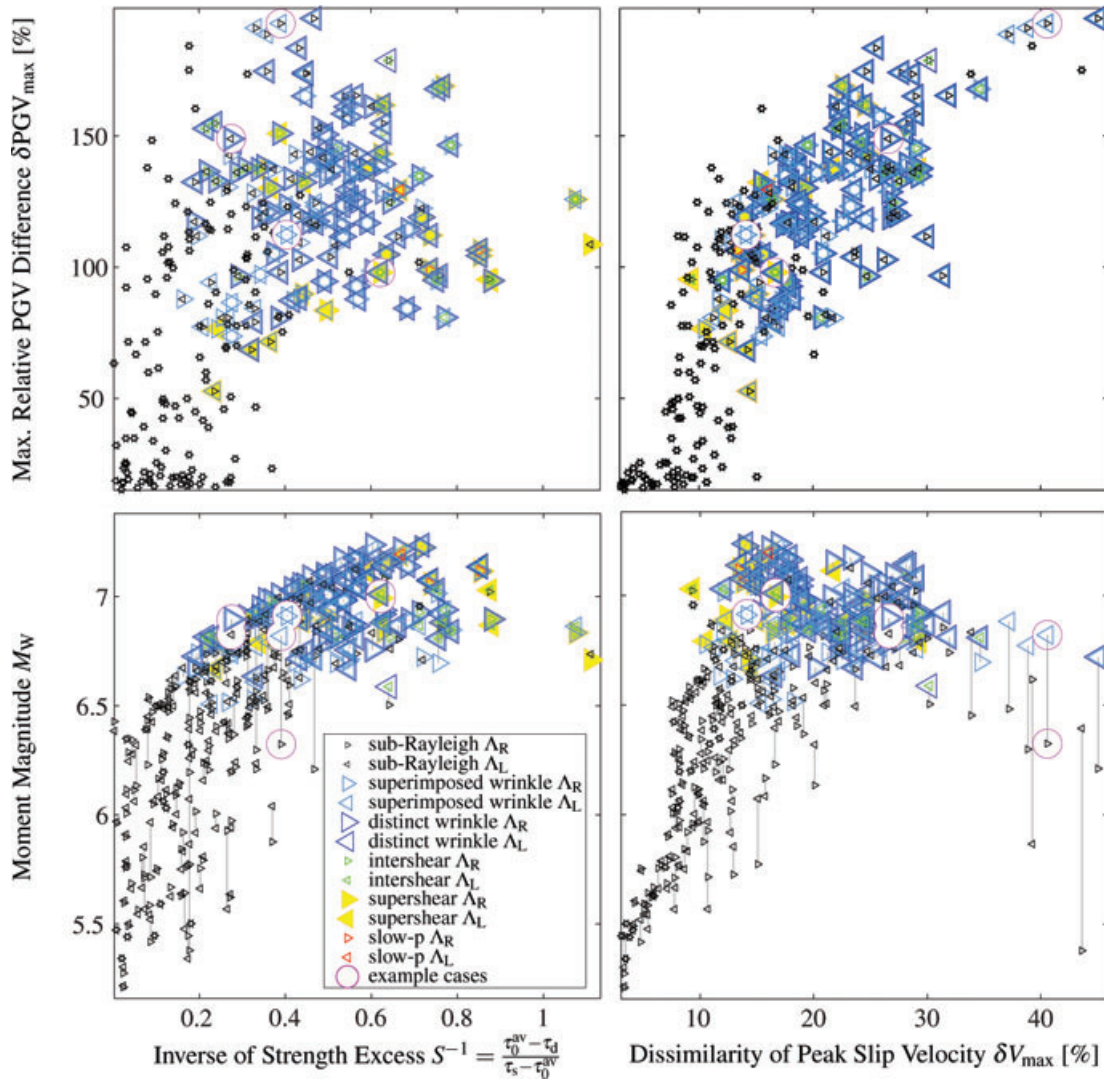 Max. Relative PGV Difference δPGVmax [%]
150
100
50
Moment Magnitude MW
7
6.5
6
5.5
sub-Rayleigh ΛR
sub-Rayleigh ΛL
superimposed wrinkle ΛR
superimposed wrinkle ΛL
distinct wrinkle ΛR
distinct wrinkle ΛL
intershear ΛR
intershear ΛL
supershear ΛR
supershear ΛL
slow-p ΛR
slow-p ΛL
example cases
0.2 0.4 0.6 0.8 1
10 20 30 40
Inverse of Strength Excess S⁻¹ = (τ0av − τd)/(τs − τ0av)
Dissimilarity of Peak Slip Velocity δVmax [%]